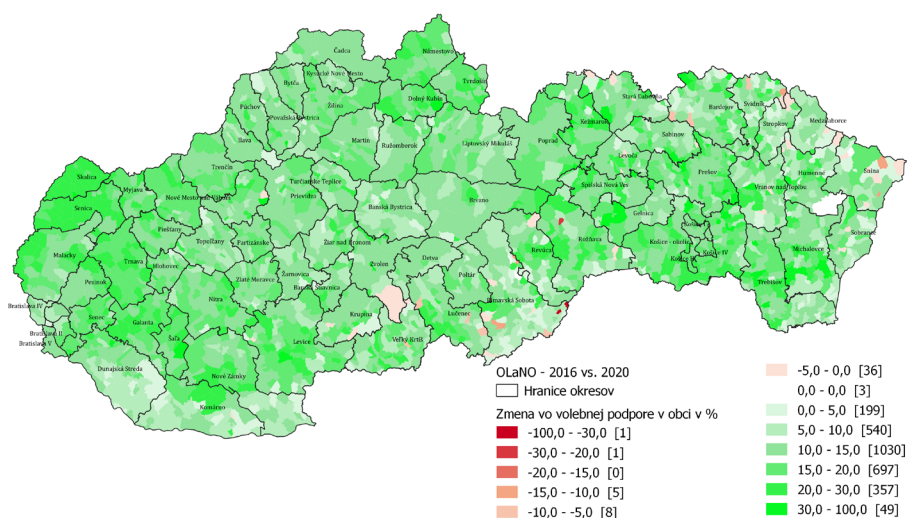 Čadca
Námestovo
Kysucké Nové Mesto
Bytča
Tvrdošín
Dolný Kubín
Púchov
Žilina
Považská Bystrica
Ilava
Martin
Ružomberok
Liptovský Mikuláš
Poprad
Kežmarok
Stará Ľubovňa
Bardejov
Svidník
Stropkov
Medzilaborce
Sabinov
Levoča
Prešov
Humenné
Snina
Vranov nad Topľou
Skalica
Myjava
Trenčín
Nové Mesto nad Váhom
Turčianske Teplice
Prievidza
Banská Bystrica
Brezno
Spišská Nová Ves
Gelnica
Sobrance
Senica
Piešťany
Topoľčany
Partizánske
Žiar nad Hronom
Zvolen
Detva
Revúca
Rožňava
Košice - okolie
Košice IV
Michalovce
Malacky
Trnava
Hlohovec
Zlaté Moravce
Žarnovica
Banská Štiavnica
Poltár
Trebišov
Pezinok
Nitra
Krupina
Rimavská Sobota
Bratislava IV
Senec
Galanta
Levice
Lučenec
Bratislava II
Bratislava V
Šaľa
Veľký Krtíš
Dunajská Streda
Nové Zámky
Komárno
OLaNO - 2016 vs. 2020
Hranice okresov
Zmena vo volebnej podpore v obci v %
-100,0 - -30,0 [1]
-30,0 - -20,0 [1]
-20,0 - -15,0 [0]
-15,0 - -10,0 [5]
-10,0 - -5,0 [8]
-5,0 - 0,0 [36]
0,0 - 0,0 [3]
0,0 - 5,0 [199]
5,0 - 10,0 [540]
10,0 - 15,0 [1030]
15,0 - 20,0 [697]
20,0 - 30,0 [357]
30,0 - 100,0 [49]